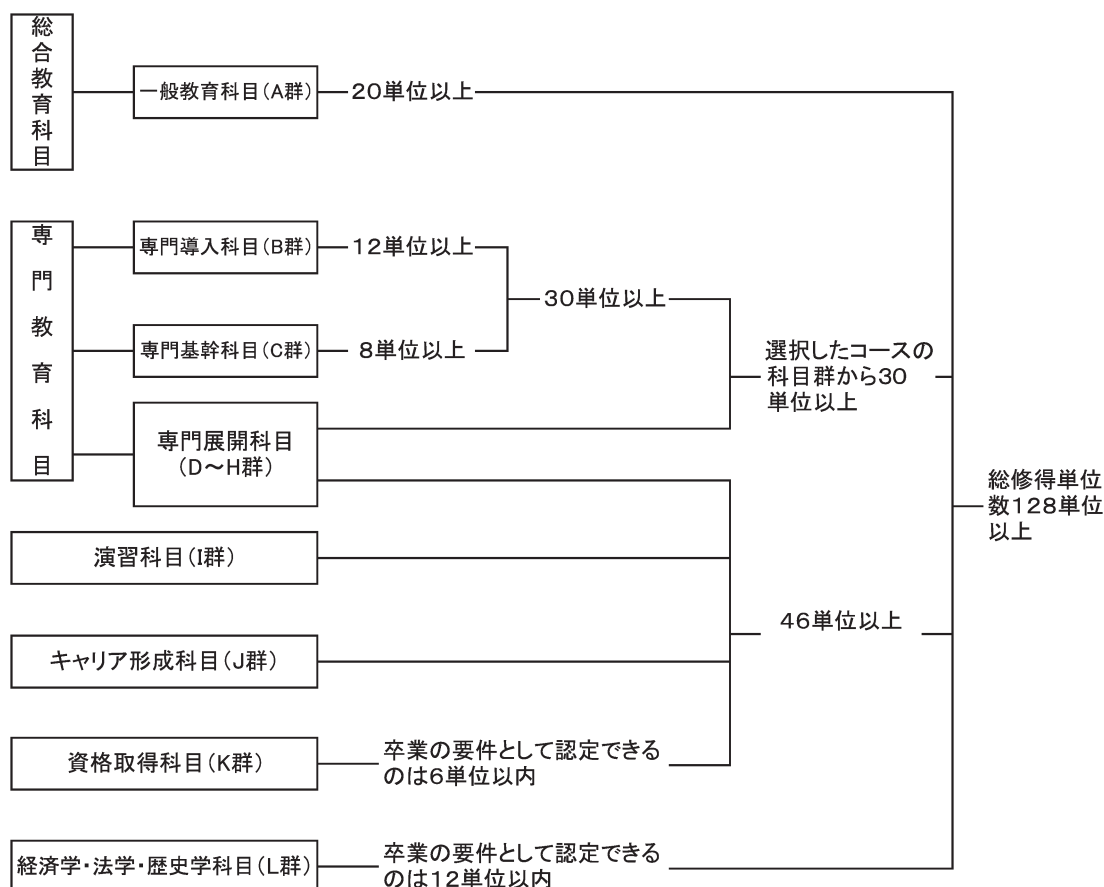 総合教育科目
一般教育科目（A群）
20単位以上
専門教育科目
専門導入科目（B群）
12単位以上
30単位以上
専門基幹科目（C群）
8単位以上
選択したコースの
科目群から30
単位以上
専門展開科目
（D～H群）
総修得単位
数128単位
以上
演習科目（I群）
46単位以上
キャリア形成科目（J群）
資格取得科目（K群）
卒業の要件として認定できる
のは6単位以内
経済学・法学・歴史学科目（L群）
卒業の要件として認定できる
のは12単位以内